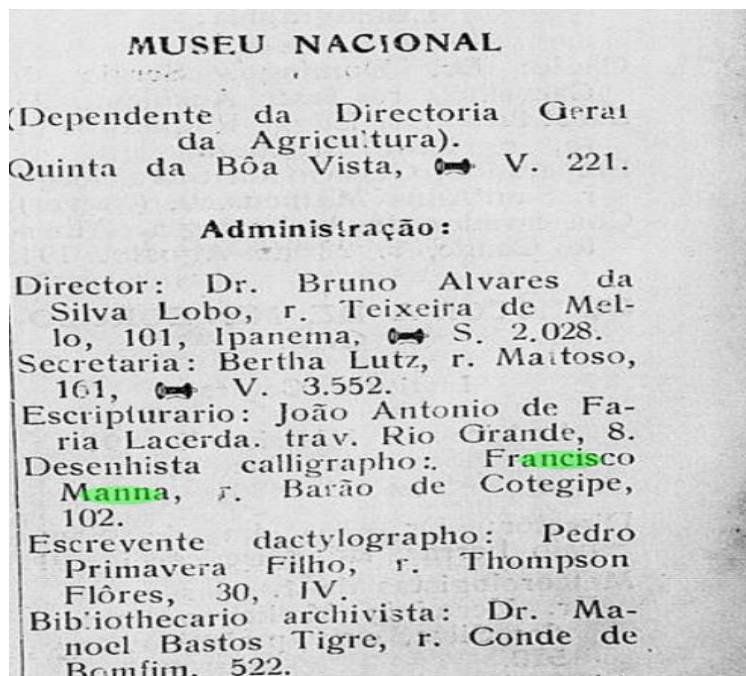 MUSEU NACIONAL
(Dependente da Directoria Geral
da Agricultura).
Quinta da Bôa Vista, V. 221.
Administração:
Director: Dr. Bruno Alvares da
Silva Lobo, r. Teixeira de Mel-
lo, 101, Ipanema, S. 2.028.
Secretaria: Bertha Lutz, r. Mattoso,
161, V. 3.552.
Escripturario: João Antonio de Fa-
ria Lacerda. trav. Rio Grande, 8.
Desenhista calligrapho: Francisco
Manna, r. Barão de Cotegipe,
102.
Escrevente dactylographo: Pedro
Primavera Filho, r. Thompson
Flôres, 30, IV.
Bibliothecario archivista: Dr. Ma-
noel Bastos Tigre, r. Conde de
Bomfim, 522.